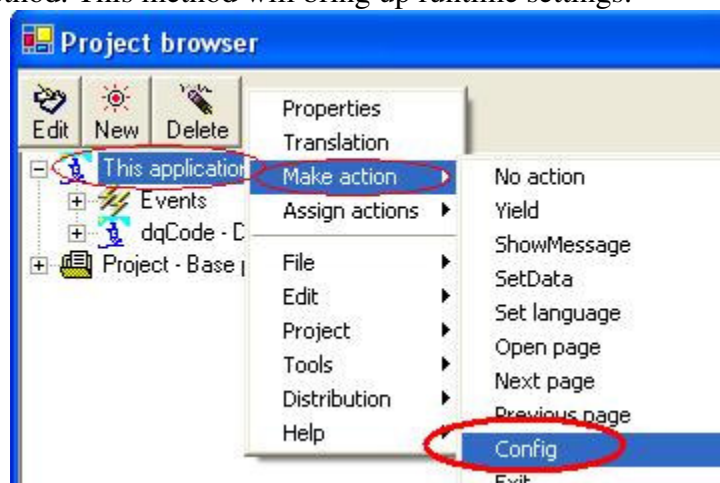 This method will bring up runtime settings.
Project browser
Edit New Delete
This application
Events
dqCode - D
Project - Base
Properties
Translation
Make action
Assign actions
File
Edit
Project
Tools
Distribution
Help
No action
Yield
ShowMessage
SetData
Set language
Open page
Next page
Previous page
Config
Exit